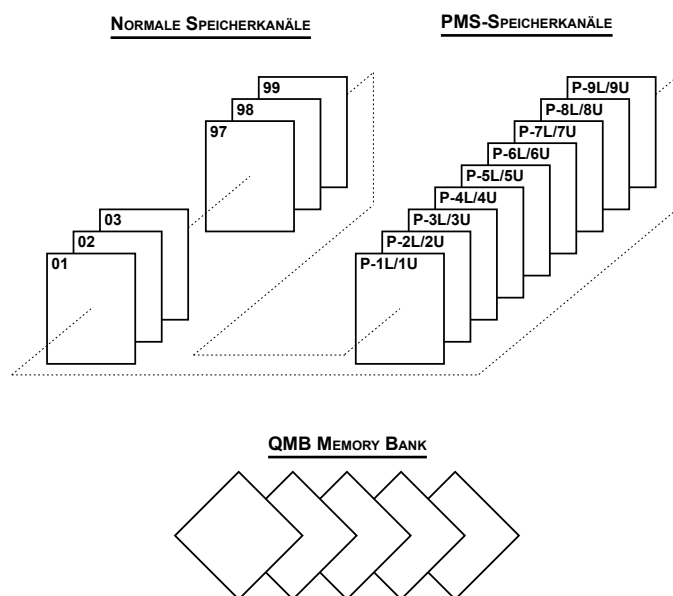 Normale Speicherkanäle
99
98
97
03
02
01
PMS-Speicherkanäle
P-9L/9U
P-8L/8U
P-7L/7U
P-6L/6U
P-5L/5U
P-4L/4U
P-3L/3U
P-2L/2U
P-1L/1U
QMB Memory Bank